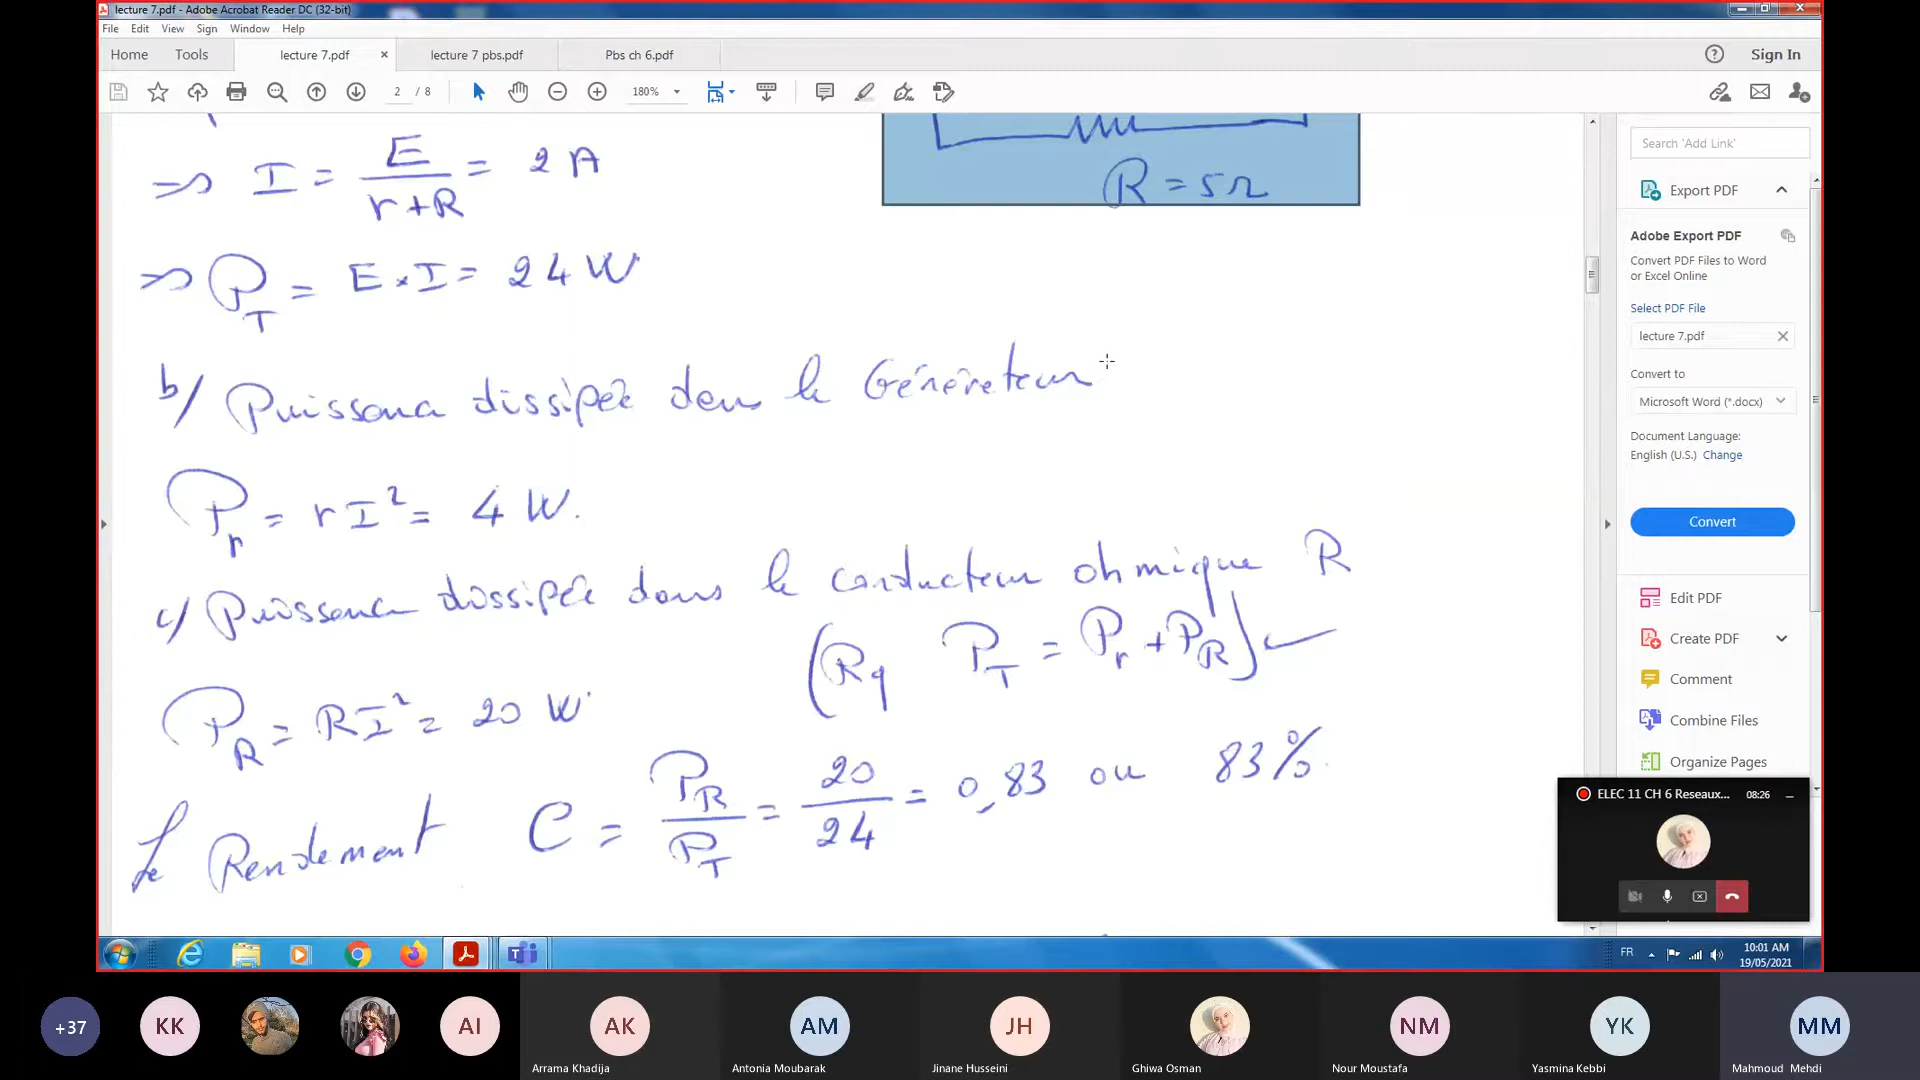 lecture 7.pdf - Adobe Acrobat Reader DC (32-bit)
File Edit View Sign Window Help
Home Tools lecture 7.pdf × lecture 7 pbs.pdf Pbs ch 6.pdf Sign In
2 / 8 180%
⇒ I = E/(r+R) = 2 A
R = 5Ω
⇒ P_T = E × I = 24 W
b/ Puissance dissipée dans le Générateur
P_r = r I² = 4 W.
c/ Puissance dissipée dans le conducteur ohmique R
(Rq P_T = P_r + P_R)
P_R = R I² = 20 W
Le Rendement C = P_R/P_T = 20/24 = 0,83 ou 83%.
Search 'Add Link'
Export PDF
Adobe Export PDF
Convert PDF Files to Word
or Excel Online
Select PDF File
lecture 7.pdf
Convert to
Microsoft Word (*.docx)
Document Language:
English (U.S.) Change
Convert
Edit PDF
Create PDF
Comment
Combine Files
Organize Pages
ELEC 11 CH 6 Reseaux... 08:26
FR
10:01 AM
19/05/2021
+37 KK AI AK AM JH NM YK MM
Arrama Khadija Antonia Moubarak Jinane Husseini Ghiwa Osman Nour Moustafa Yasmina Kebbi Mahmoud Mehdi